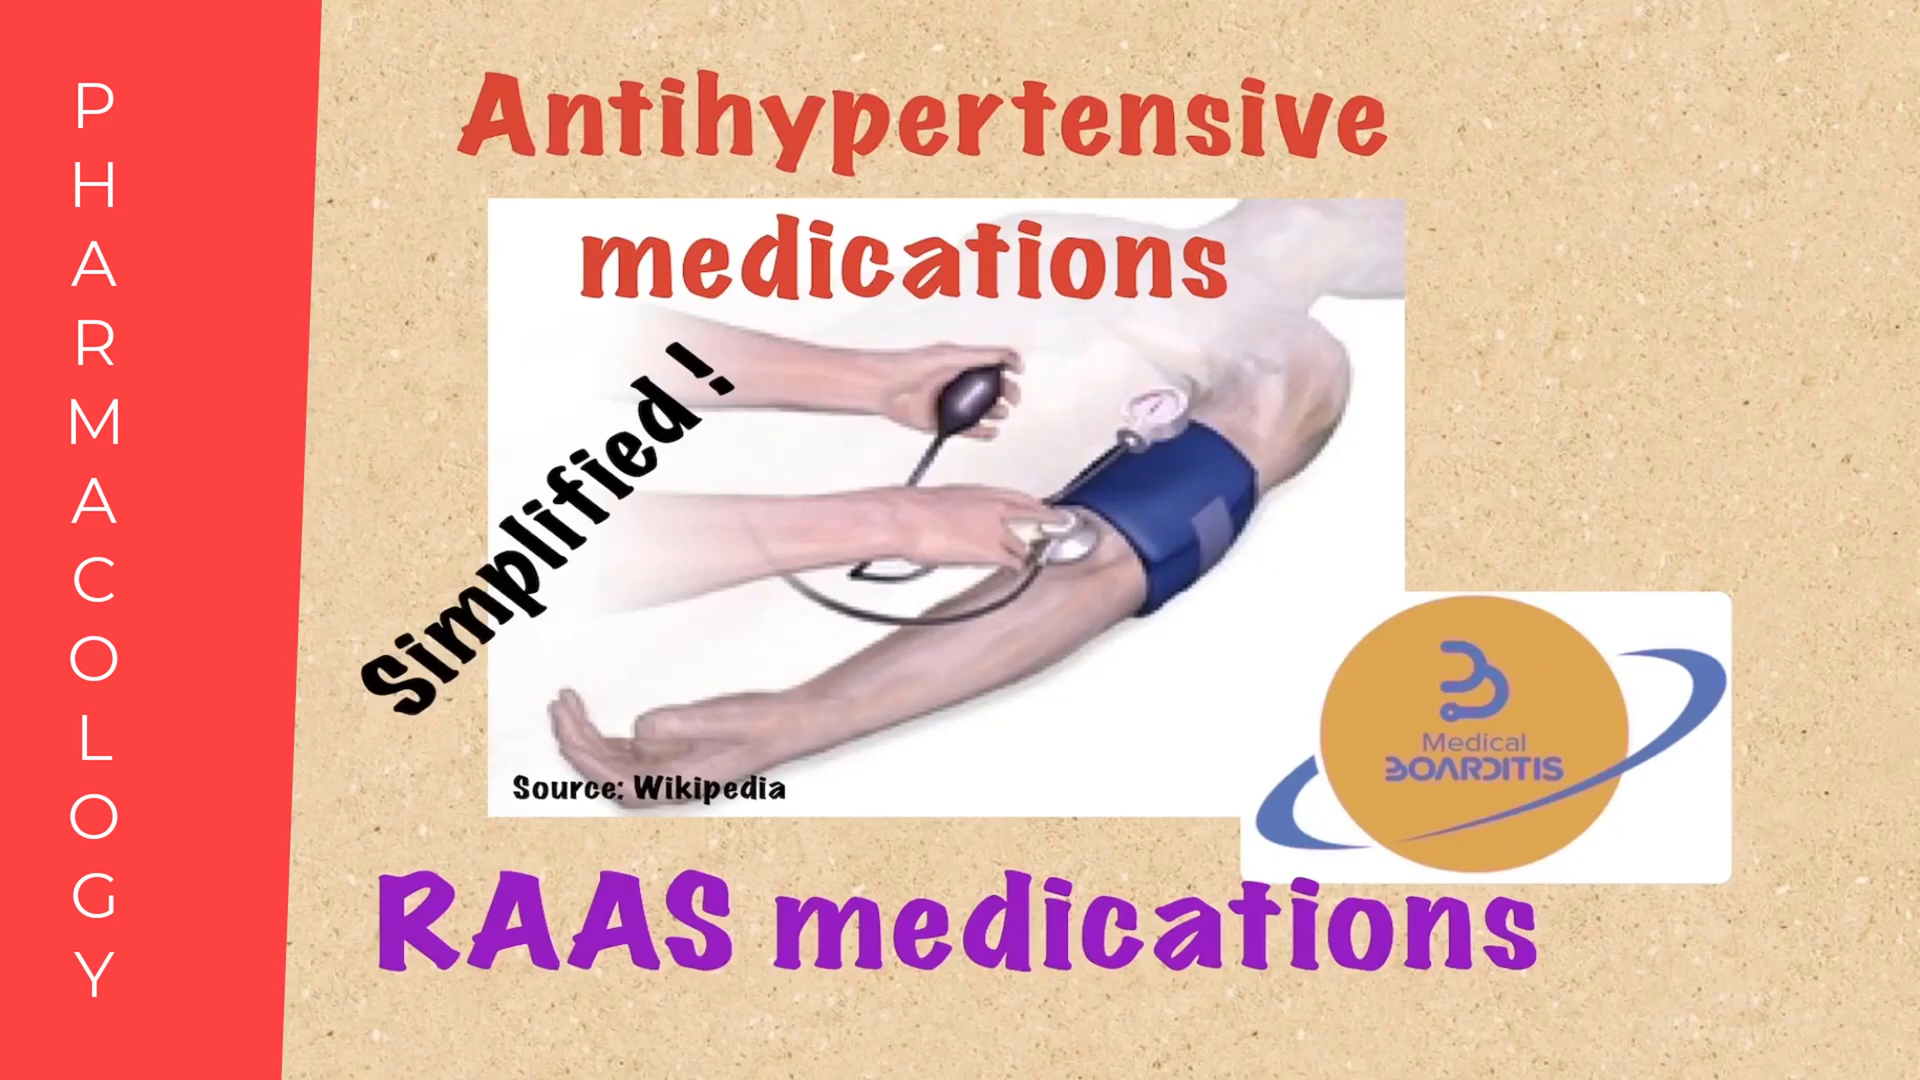 PHARMACOLOGY
Antihypertensive
medications
Simplified!
Source: Wikipedia
Medical
BOARDITIS
RAAS medications